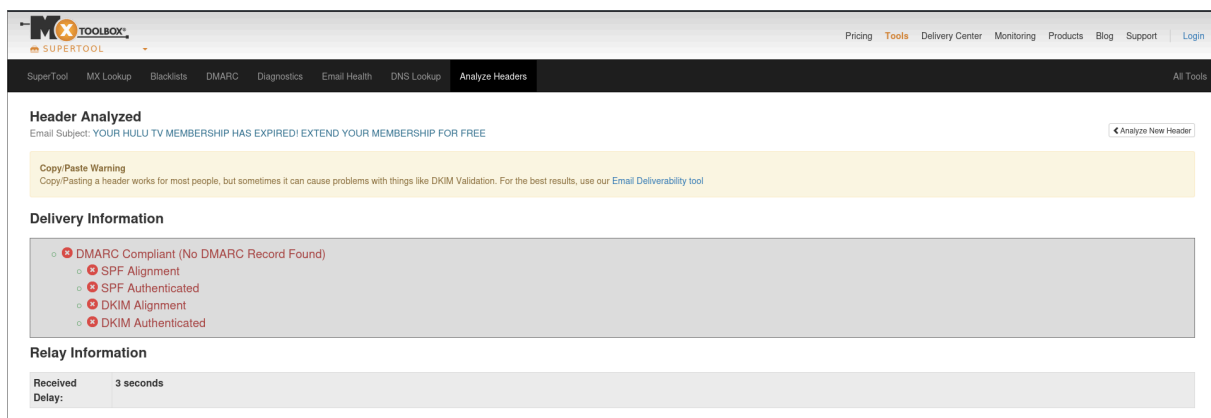 MX TOOLBOX®
SUPERTOOL
Pricing Tools Delivery Center Monitoring Products Blog Support Login
SuperTool MX Lookup Blacklists DMARC Diagnostics Email Health DNS Lookup Analyze Headers All Tools
Header Analyzed
Email Subject: YOUR HULU TV MEMBERSHIP HAS EXPIRED! EXTEND YOUR MEMBERSHIP FOR FREE
Analyze New Header
Copy/Paste Warning
Copy/Pasting a header works for most people, but sometimes it can cause problems with things like DKIM Validation. For the best results, use our Email Deliverability tool
Delivery Information
DMARC Compliant (No DMARC Record Found)
SPF Alignment
SPF Authenticated
DKIM Alignment
DKIM Authenticated
Relay Information
Received 3 seconds
Delay: